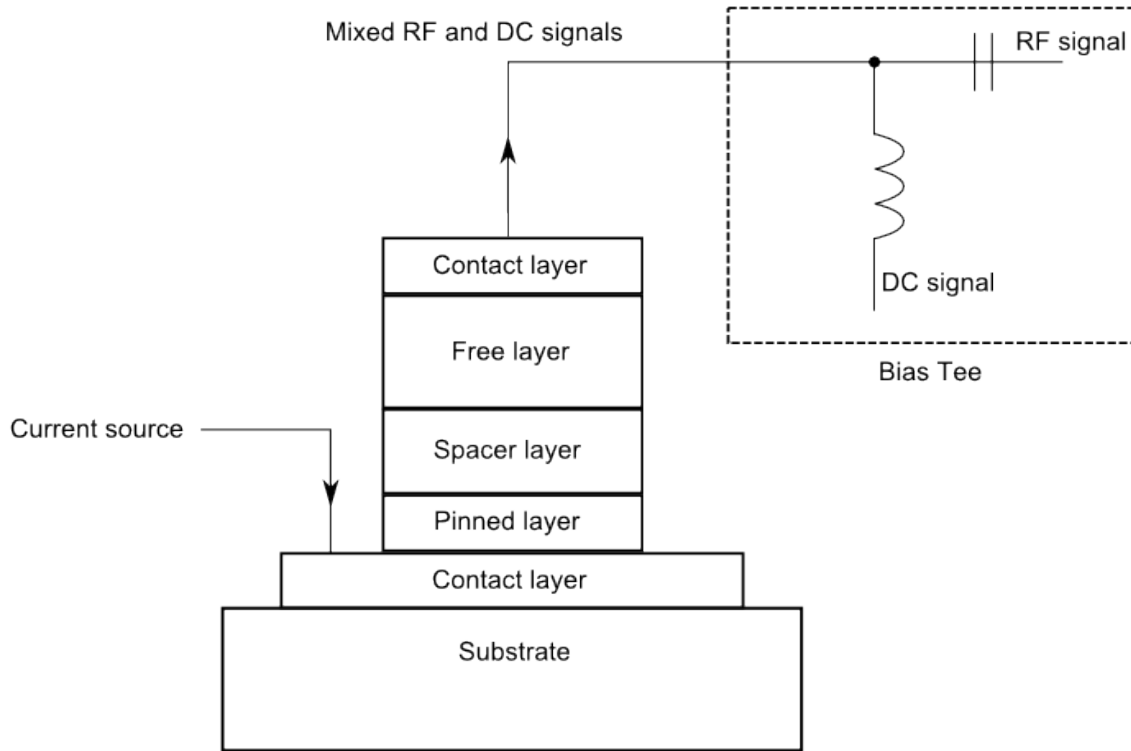 Mixed RF and DC signals
RF signal
DC signal
Bias Tee
Contact layer
Free layer
Current source
Spacer layer
Pinned layer
Contact layer
Substrate